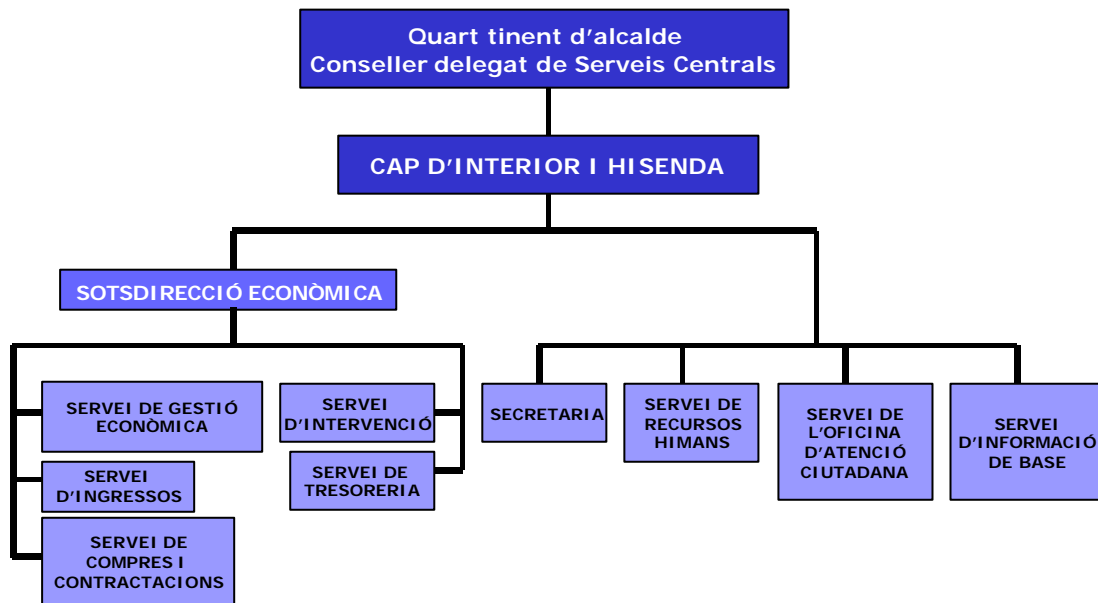 Quart tinent d'alcalde
Conseller delegat de Serveis Centrals
CAP D'INTERIOR I HISENDA
SOTSDIRECCIÓ ECONÒMICA
SERVEI DE GESTIÓ
ECONÒMICA
SERVEI
D'INGRESSOS
SERVEI DE
COMPRES I
CONTRACTACIONS
SERVEI
D'INTERVENCIÓ
SERVEI DE
TRESORERIA
SECRETARIA
SERVEI DE
RECURSOS
HIMANS
SERVEI DE
L'OFICINA
D'ATENCIÓ
CIUTADANA
SERVEI
D'INFORMACIÓ
DE BASE